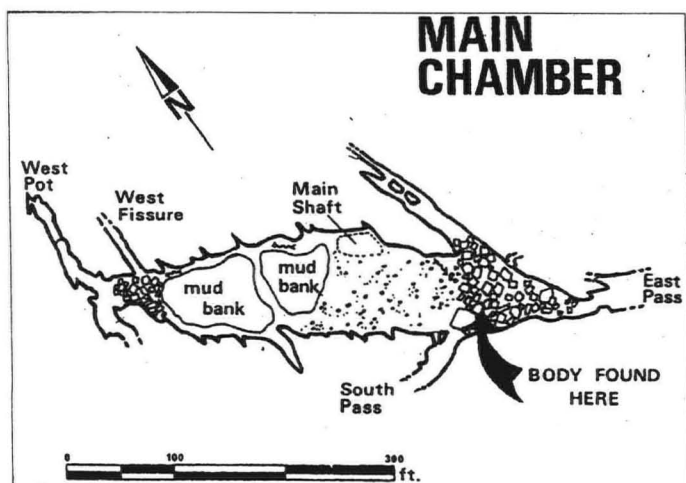 MAIN
CHAMBER
N
West
Pot
West
Fissure
Main
Shaft
mud
bank
mud
bank
East
Pass
South
Pass
BODY FOUND
HERE
0 100 300
ft.